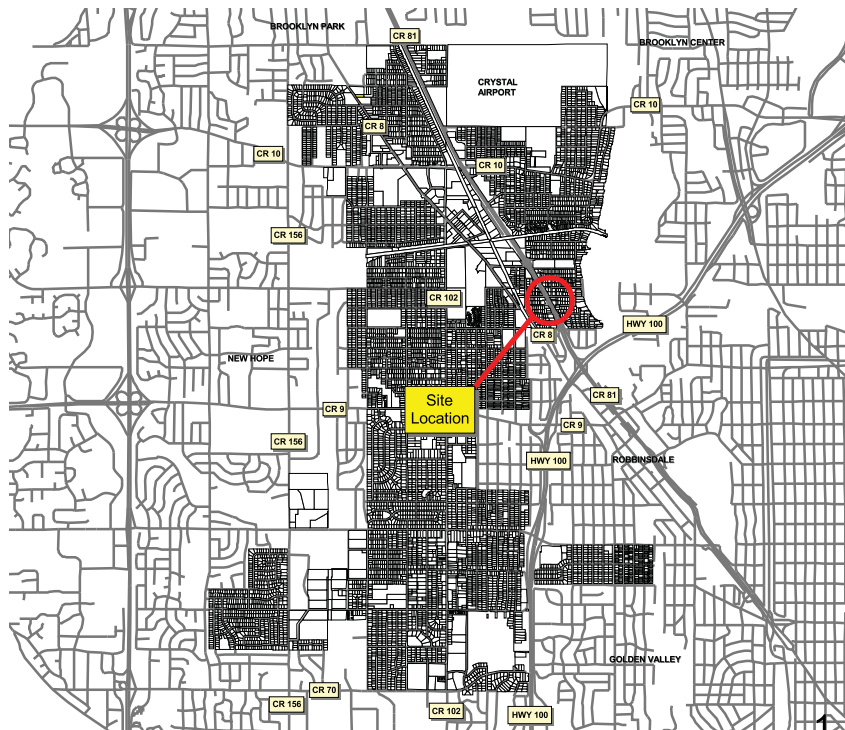 BROOKLYN PARK
CR 81
BROOKLYN CENTER
CRYSTAL
AIRPORT
CR 10
CR 8
CR 10
CR 10
CR 156
CR 102
HWY 100
CR 8
NEW HOPE
Site
Location
CR 81
CR 9
CR 9
CR 156
HWY 100
ROBBINSDALE
GOLDEN VALLEY
CR 70
CR 156
CR 102
HWY 100
1